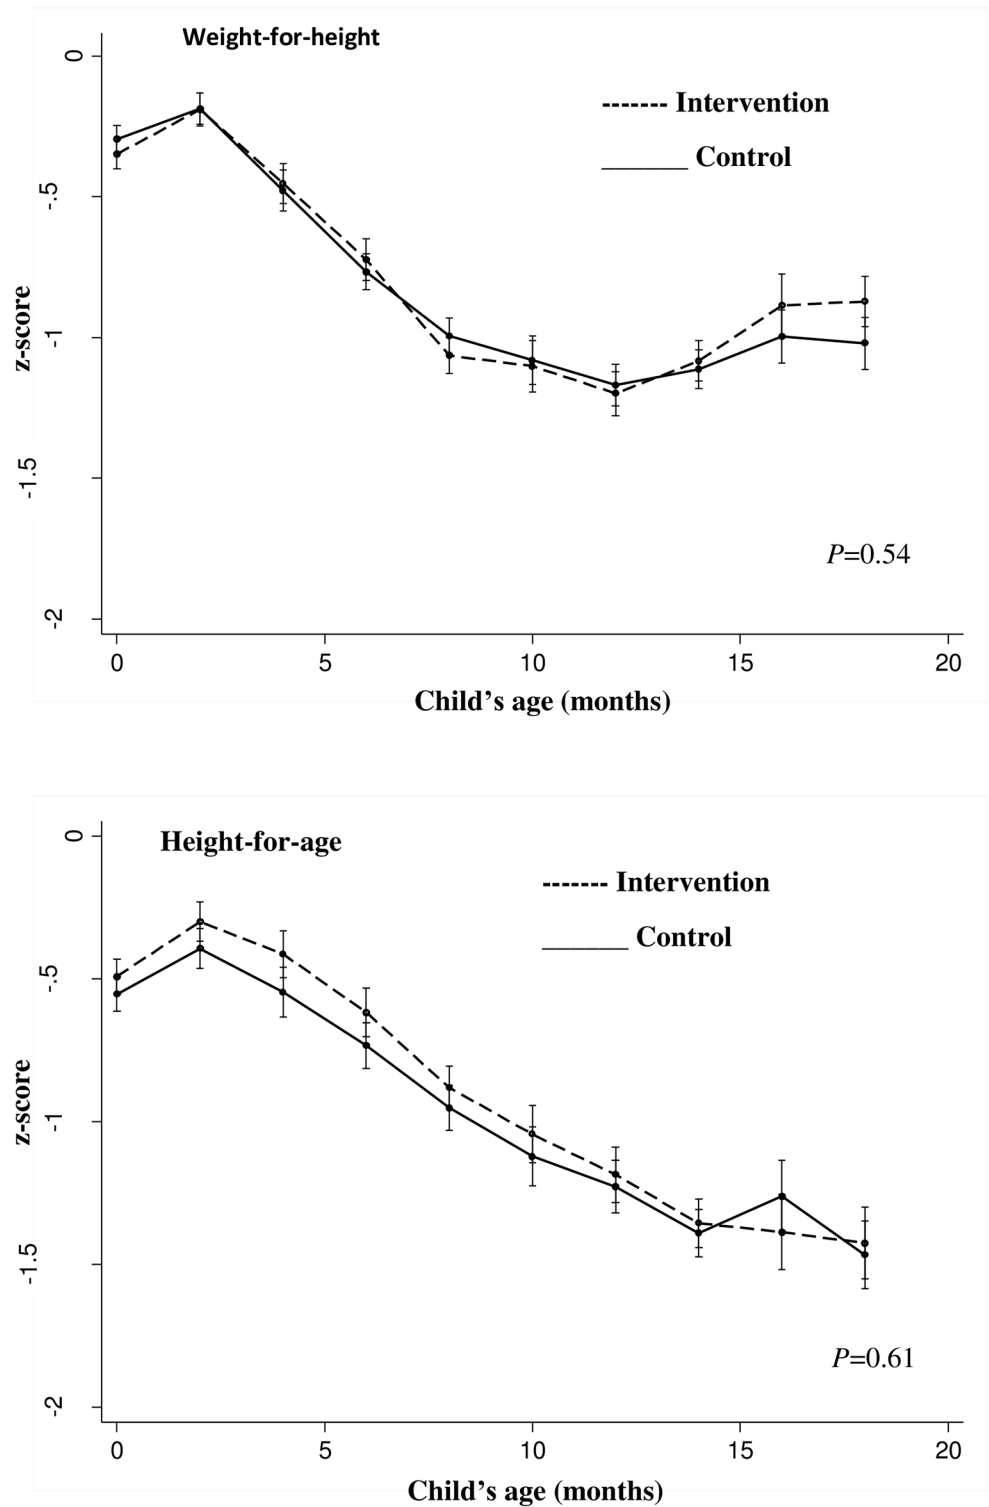 Weight-for-height
0
-.5
-1
-1.5
-2
z-score
------- Intervention
______ Control
P=0.54
0 5 10 15 20
Child’s age (months)
Height-for-age
0
-.5
-1
-1.5
-2
z-score
------- Intervention
______ Control
P=0.61
0 5 10 15 20
Child’s age (months)